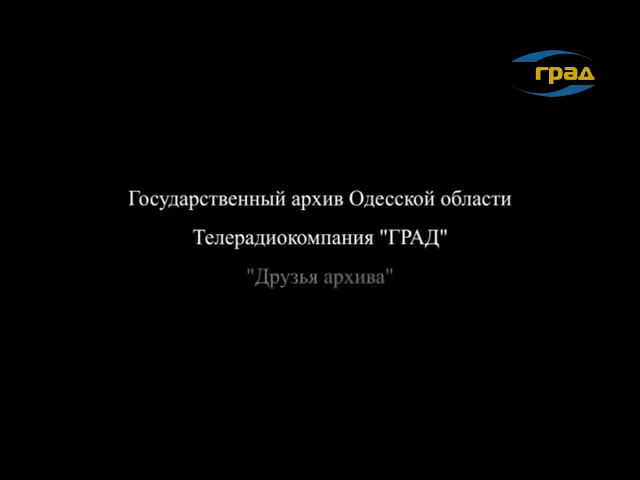 град
Государственный архив Одесской области
Телерадиокомпания "ГРАД"
"Друзья архива"